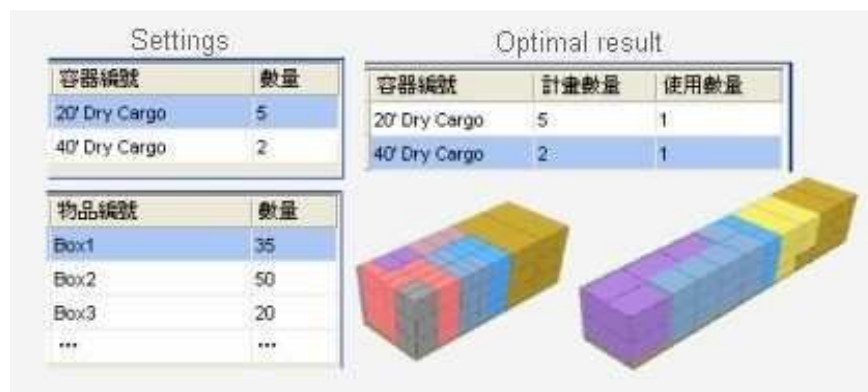 Settings
容器編號 數量
20' Dry Cargo 5
40' Dry Cargo 2
物品編號 數量
Box1 35
Box2 50
Box3 20
... ...
Optimal result
容器編號 計畫數量 使用數量
20' Dry Cargo 5 1
40' Dry Cargo 2 1